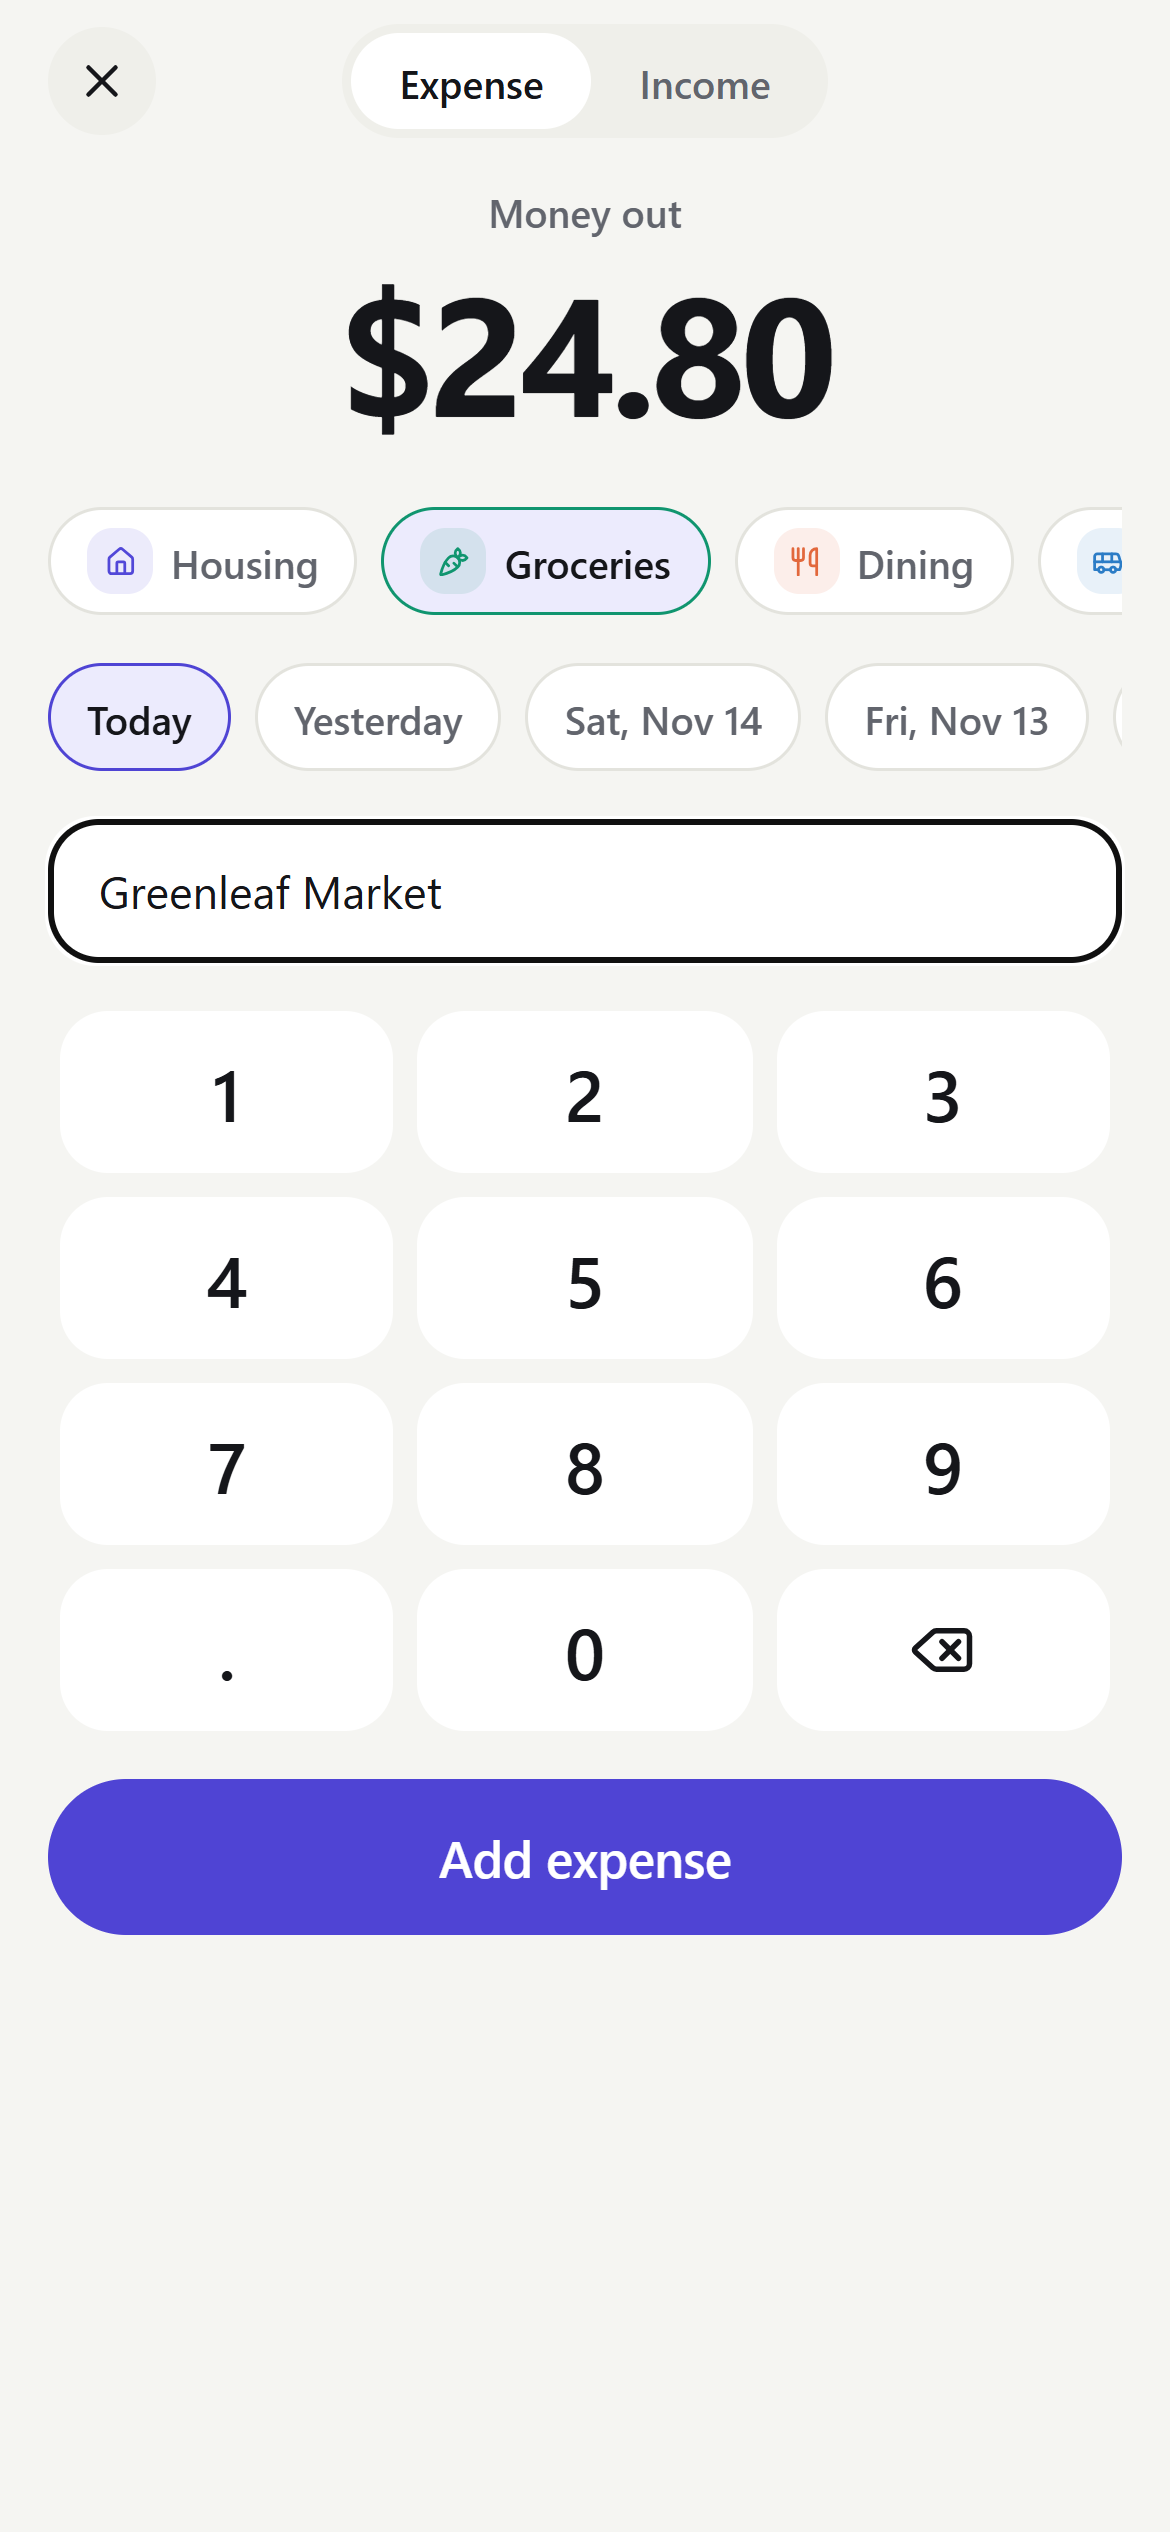 Expense Income
Money out
$24.80
Housing Groceries Dining
Today Yesterday Sat, Nov 14 Fri, Nov 13
Greenleaf Market
1 2 3
4 5 6
7 8 9
. 0
Add expense